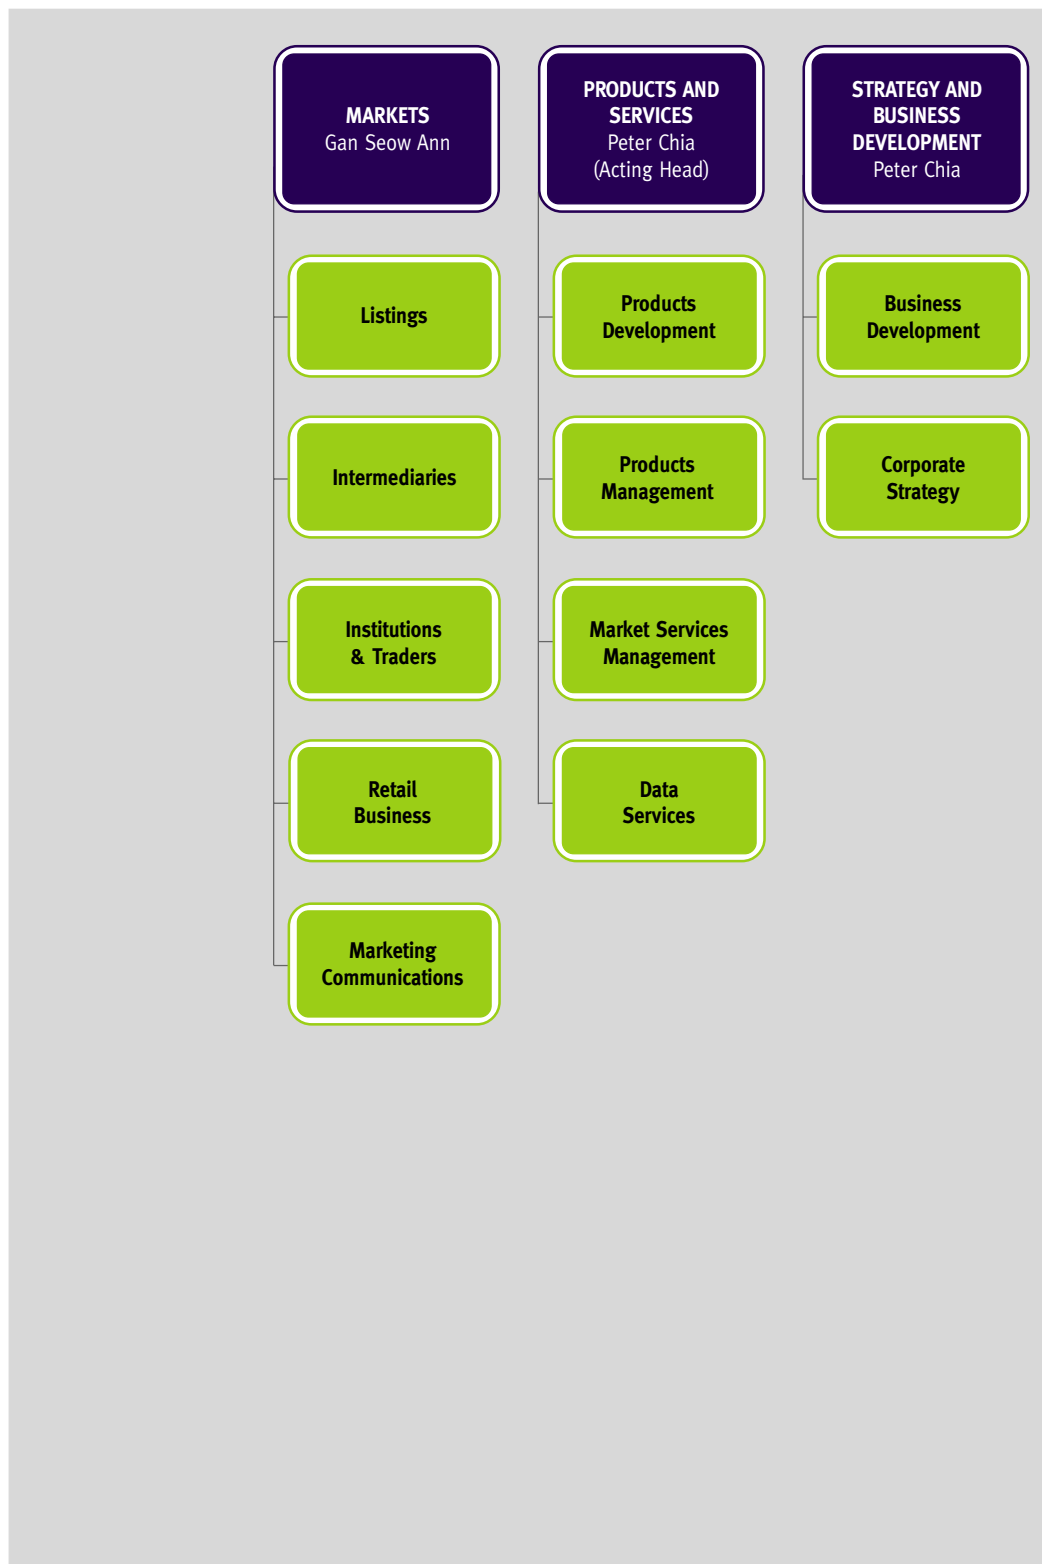 MARKETS
Gan Seow Ann
Listings
Intermediaries
Institutions
& Traders
Retail
Business
Marketing
Communications
PRODUCTS AND
SERVICES
Peter Chia
(Acting Head)
Products
Development
Products
Management
Market Services
Management
Data
Services
STRATEGY AND
BUSINESS
DEVELOPMENT
Peter Chia
Business
Development
Corporate
Strategy